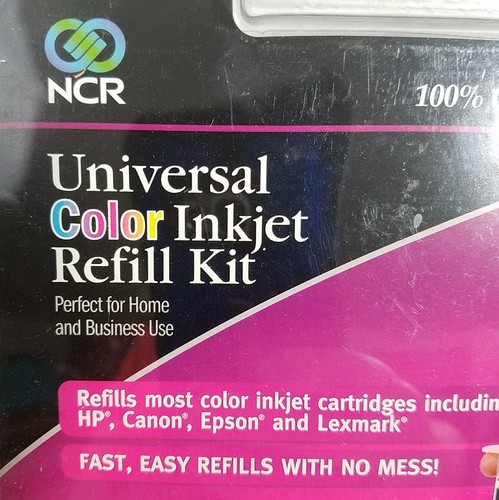 NCR
100%
Universal
Color Inkjet
Refill Kit
Perfect for Home
and Business Use
Refills most color inkjet cartridges includin
HP®, Canon®, Epson® and Lexmark®
FAST, EASY REFILLS WITH NO MESS!